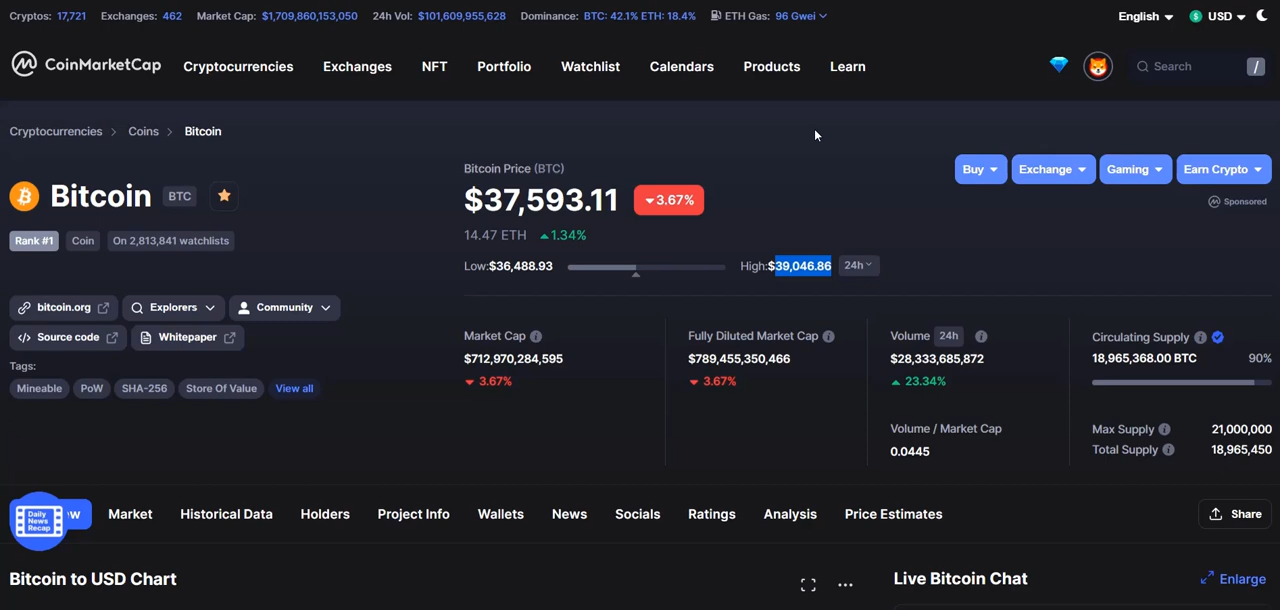 Cryptos: 17,721 Exchanges: 462 Market Cap: $1,709,860,153,050 24h Vol: $101,609,955,628 Dominance: BTC: 42.1% ETH: 18.4% ETH Gas: 96 Gwei English USD
CoinMarketCap Cryptocurrencies Exchanges NFT Portfolio Watchlist Calendars Products Learn Search /
Cryptocurrencies > Coins > Bitcoin
Bitcoin Price (BTC)
Buy Exchange Gaming Earn Crypto
Bitcoin BTC $37,593.11 3.67%
Sponsored
Rank #1 Coin On 2,813,841 watchlists 14.47 ETH 1.34%
Low:$36,488.93 High:$39,046.86 24h
bitcoin.org Explorers Community
Source code Whitepaper
Market Cap Fully Diluted Market Cap Volume 24h Circulating Supply
$712,970,284,595 $789,455,350,466 $28,333,685,872 18,965,368.00 BTC 90%
Tags:
3.67% 3.67% 23.34%
Mineable PoW SHA-256 Store Of Value View all
Volume / Market Cap Max Supply 21,000,000
0.0445 Total Supply 18,965,450
Daily News Recap w Market Historical Data Holders Project Info Wallets News Socials Ratings Analysis Price Estimates Share
Bitcoin to USD Chart Live Bitcoin Chat Enlarge